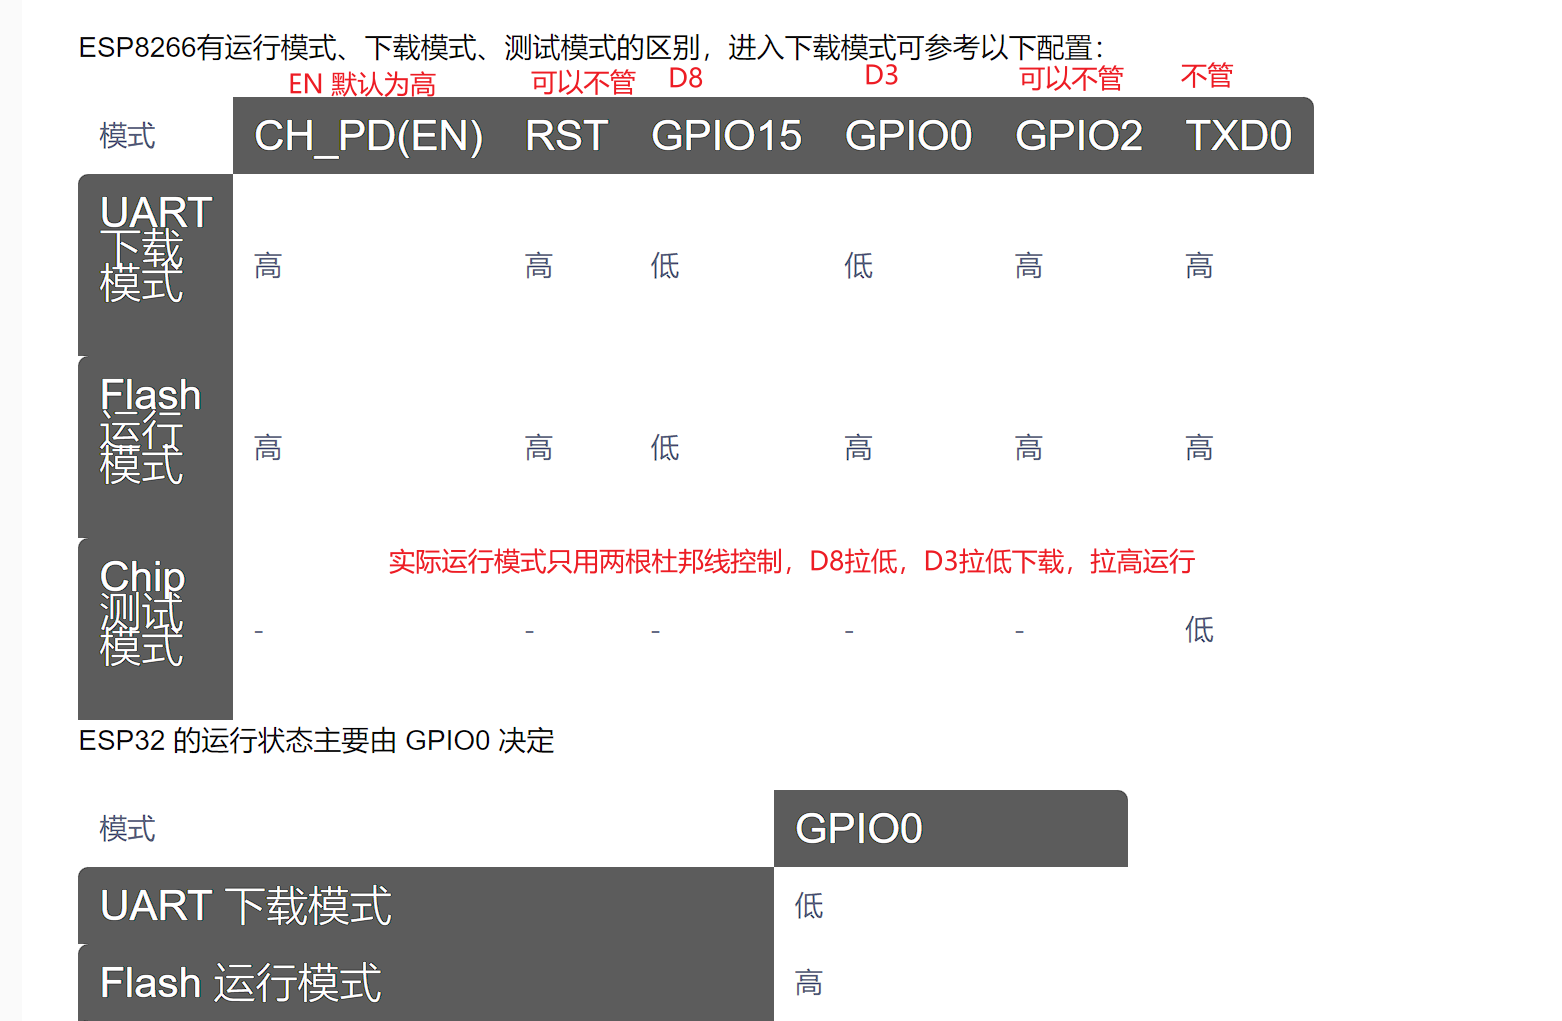 ESP8266有运行模式、下载模式、测试模式的区别，进入下载模式可参考以下配置：
EN 默认为高 可以不管 D8 D3 可以不管 不管
模式 CH_PD(EN) RST GPIO15 GPIO0 GPIO2 TXD0
UART
下载
模式
高 高 低 低 高 高
Flash
运行
模式
高 高 低 高 高 高
实际运行模式只用两根杜邦线控制，D8拉低，D3拉低下载，拉高运行
Chip
测试
模式
- - - - - 低
ESP32 的运行状态主要由 GPIO0 决定
模式 GPIO0
UART 下载模式 低
Flash 运行模式 高